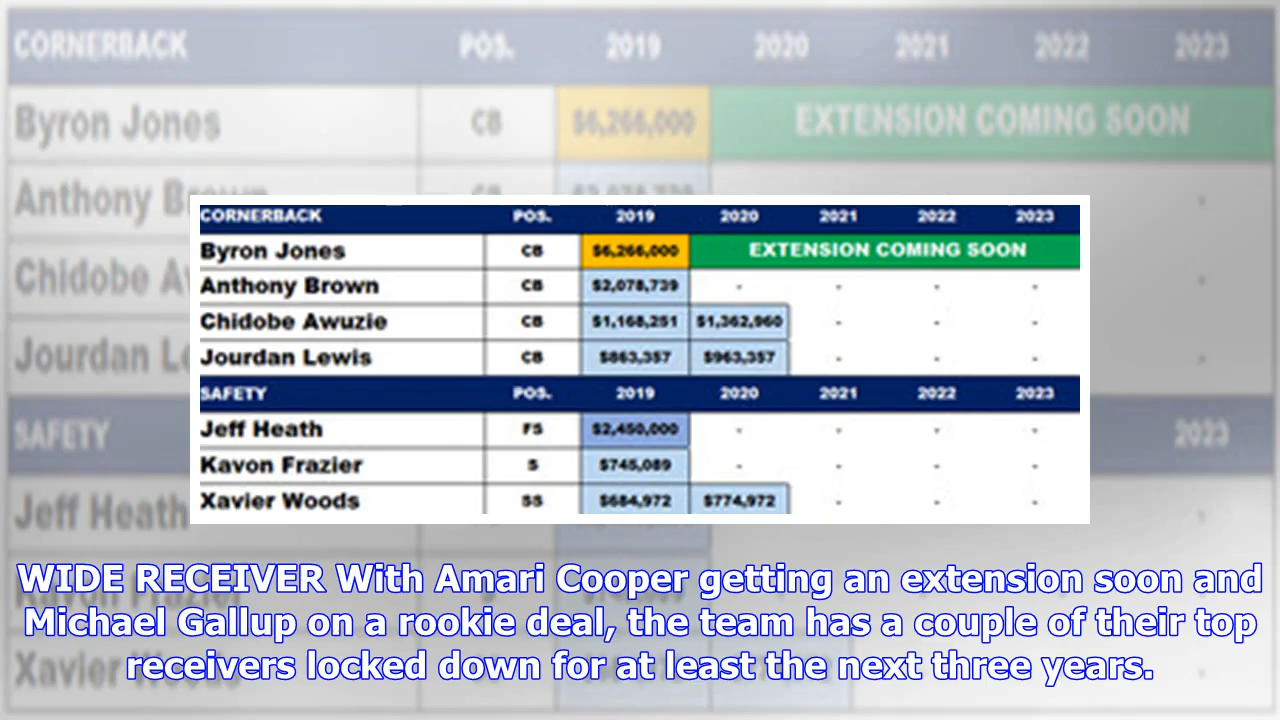 CORNERBACK POS. 2019 2020 2021 2022 2023
Byron Jones CB $6,266,000 EXTENSION COMING SOON
Anthony Brown CB $2,078,739 - - - -
Chidobe Awuzie CB $1,168,251 $1,362,960 - - -
Jourdan Lewis CB $863,357 $963,357 - - -
SAFETY POS. 2019 2020 2021 2022 2023
Jeff Heath FS $2,450,000 - - - -
Kavon Frazier S $745,089 - - - -
Xavier Woods SS $684,972 $774,972 - - -
WIDE RECEIVER With Amari Cooper getting an extension soon and
Michael Gallup on a rookie deal, the team has a couple of their top
receivers locked down for at least the next three years.